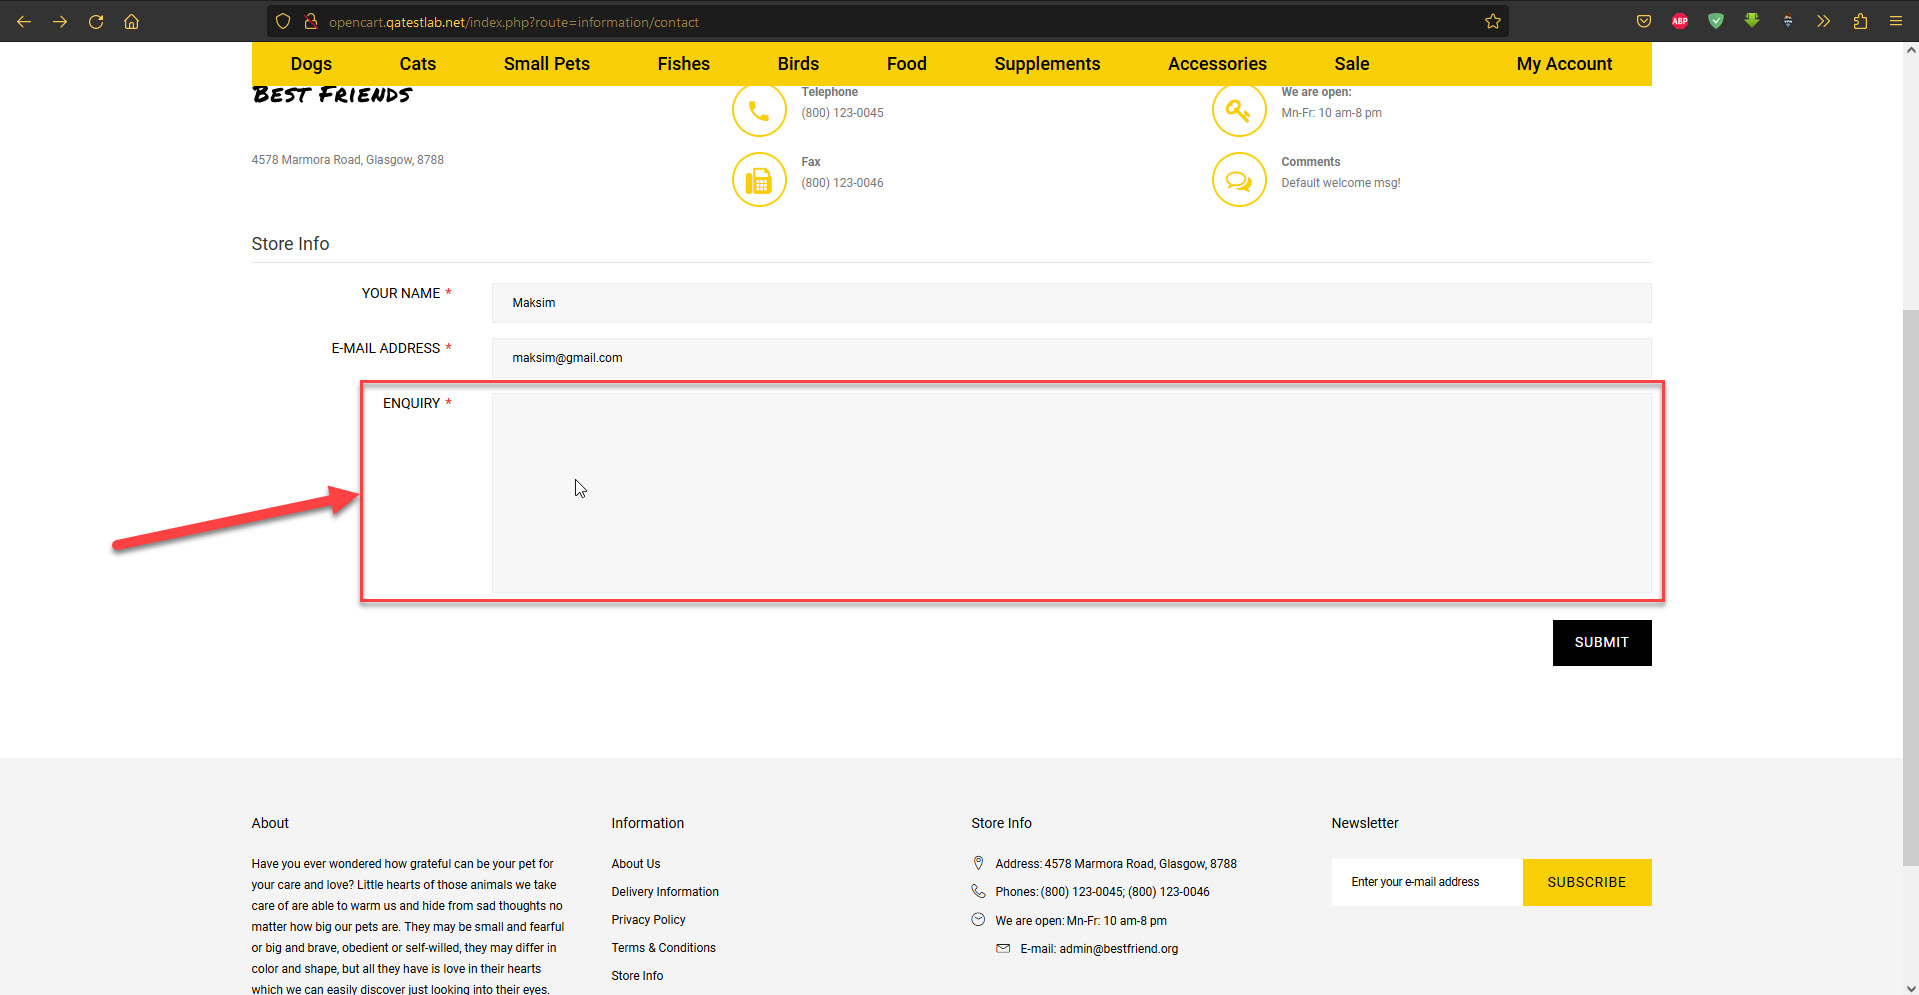 opencart.qatestlab.net/index.php?route=information/contact
ABP
Dogs Cats Small Pets Fishes Birds Food Supplements Accessories Sale My Account
BEST FRIENDS
4578 Marmora Road, Glasgow, 8788
Telephone
(800) 123-0045
Fax
(800) 123-0046
We are open:
Mn-Fr: 10 am-8 pm
Comments
Default welcome msg!
Store Info
YOUR NAME *
Maksim
E-MAIL ADDRESS *
maksim@gmail.com
ENQUIRY *
SUBMIT
About
Have you ever wondered how grateful can be your pet for
your care and love? Little hearts of those animals we take
care of are able to warm us and hide from sad thoughts no
matter how big our pets are. They may be small and fearful
or big and brave, obedient or self-willed, they may differ in
color and shape, but all they have is love in their hearts
which we can easily discover just looking into their eyes.
Information
About Us
Delivery Information
Privacy Policy
Terms & Conditions
Store Info
Store Info
Address: 4578 Marmora Road, Glasgow, 8788
Phones: (800) 123-0045; (800) 123-0046
We are open: Mn-Fr: 10 am-8 pm
E-mail: admin@bestfriend.org
Newsletter
Enter your e-mail address
SUBSCRIBE